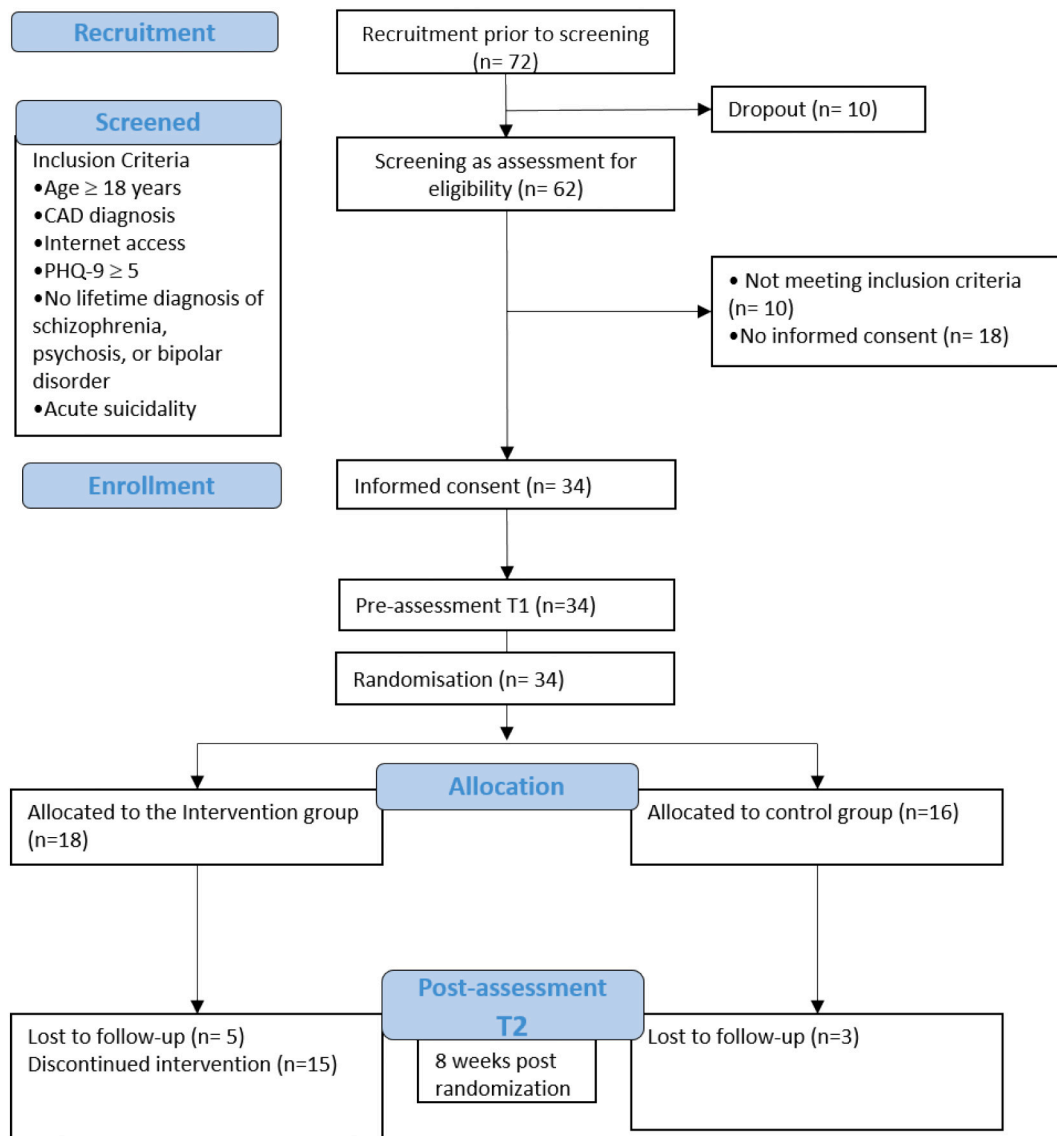 Recruitment
Recruitment prior to screening
(n= 72)
Dropout (n= 10)
Screened
Inclusion Criteria
•Age ≥ 18 years
•CAD diagnosis
•Internet access
•PHQ-9 ≥ 5
•No lifetime diagnosis of
schizophrenia,
psychosis, or bipolar
disorder
•Acute suicidality
Screening as assessment for
eligibility (n= 62)
• Not meeting inclusion criteria
(n= 10)
•No informed consent (n= 18)
Enrollment
Informed consent (n= 34)
Pre-assessment T1 (n=34)
Randomisation (n= 34)
Allocation
Allocated to the Intervention group
(n=18)
Allocated to control group (n=16)
Post-assessment
T2
8 weeks post
randomization
Lost to follow-up (n= 5)
Discontinued intervention (n=15)
Lost to follow-up (n=3)